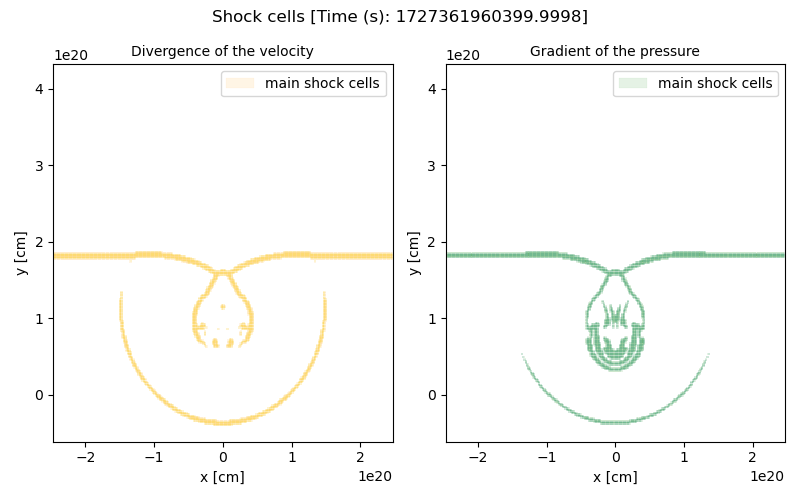 Shock cells [Time (s): 1727361960399.9998]
Divergence of the velocity
1e20
main shock cells
4
3
2
1
0
y [cm]
−2
−1
0
1
2
x [cm]
1e20
Gradient of the pressure
1e20
main shock cells
4
3
2
1
0
y [cm]
−2
−1
0
1
2
x [cm]
1e20